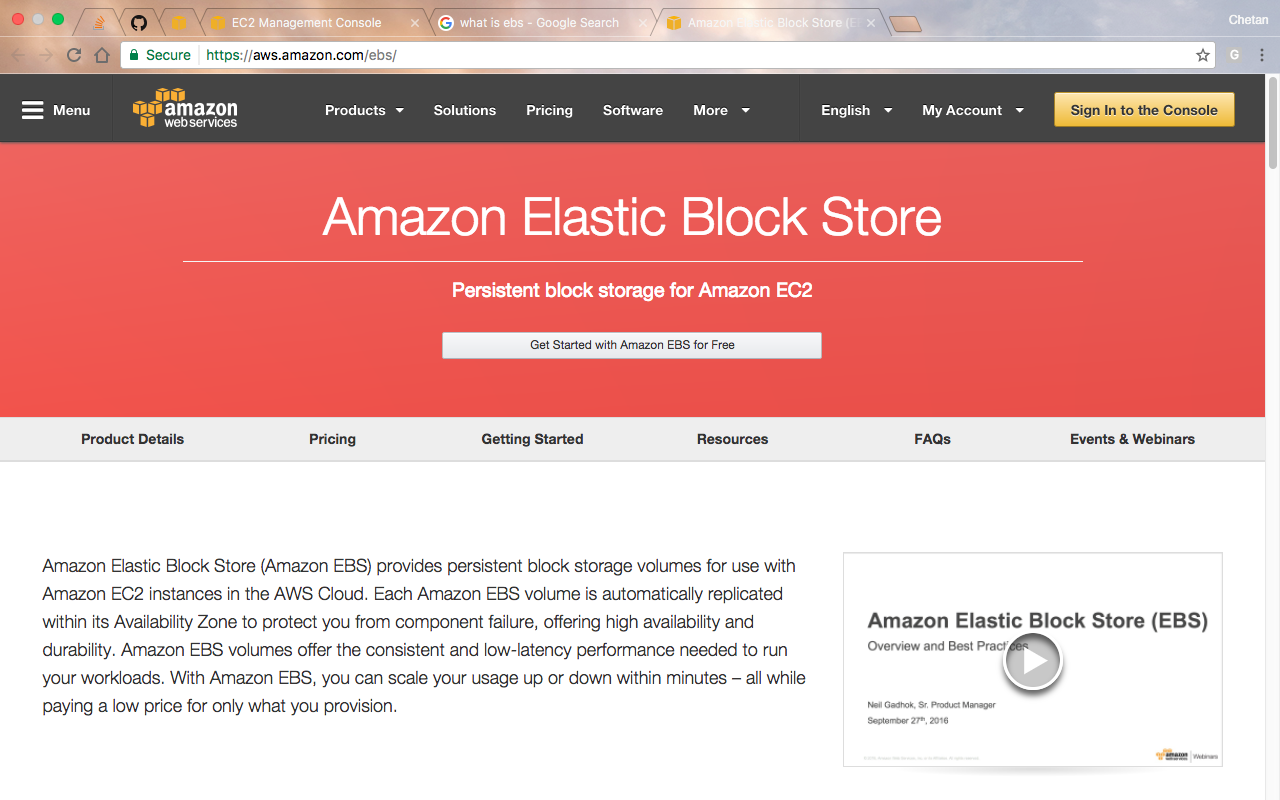 EC2 Management Console
what is ebs - Google Search
Amazon Elastic Block Store (E
Chetan
Secure
https://aws.amazon.com/ebs/
G
Menu
amazon
webservices
Products
Solutions
Pricing
Software
More
English
My Account
Sign In to the Console
Amazon Elastic Block Store
Persistent block storage for Amazon EC2
Get Started with Amazon EBS for Free
Product Details
Pricing
Getting Started
Resources
FAQs
Events & Webinars
Amazon Elastic Block Store (Amazon EBS) provides persistent block storage volumes for use with
Amazon EC2 instances in the AWS Cloud. Each Amazon EBS volume is automatically replicated
within its Availability Zone to protect you from component failure, offering high availability and
durability. Amazon EBS volumes offer the consistent and low-latency performance needed to run
your workloads. With Amazon EBS, you can scale your usage up or down within minutes – all while
paying a low price for only what you provision.
Amazon Elastic Block Store (EBS)
Overview and Best Practices
Neil Gadhok, Sr. Product Manager
September 27th, 2016
amazon
webservices
Webinars